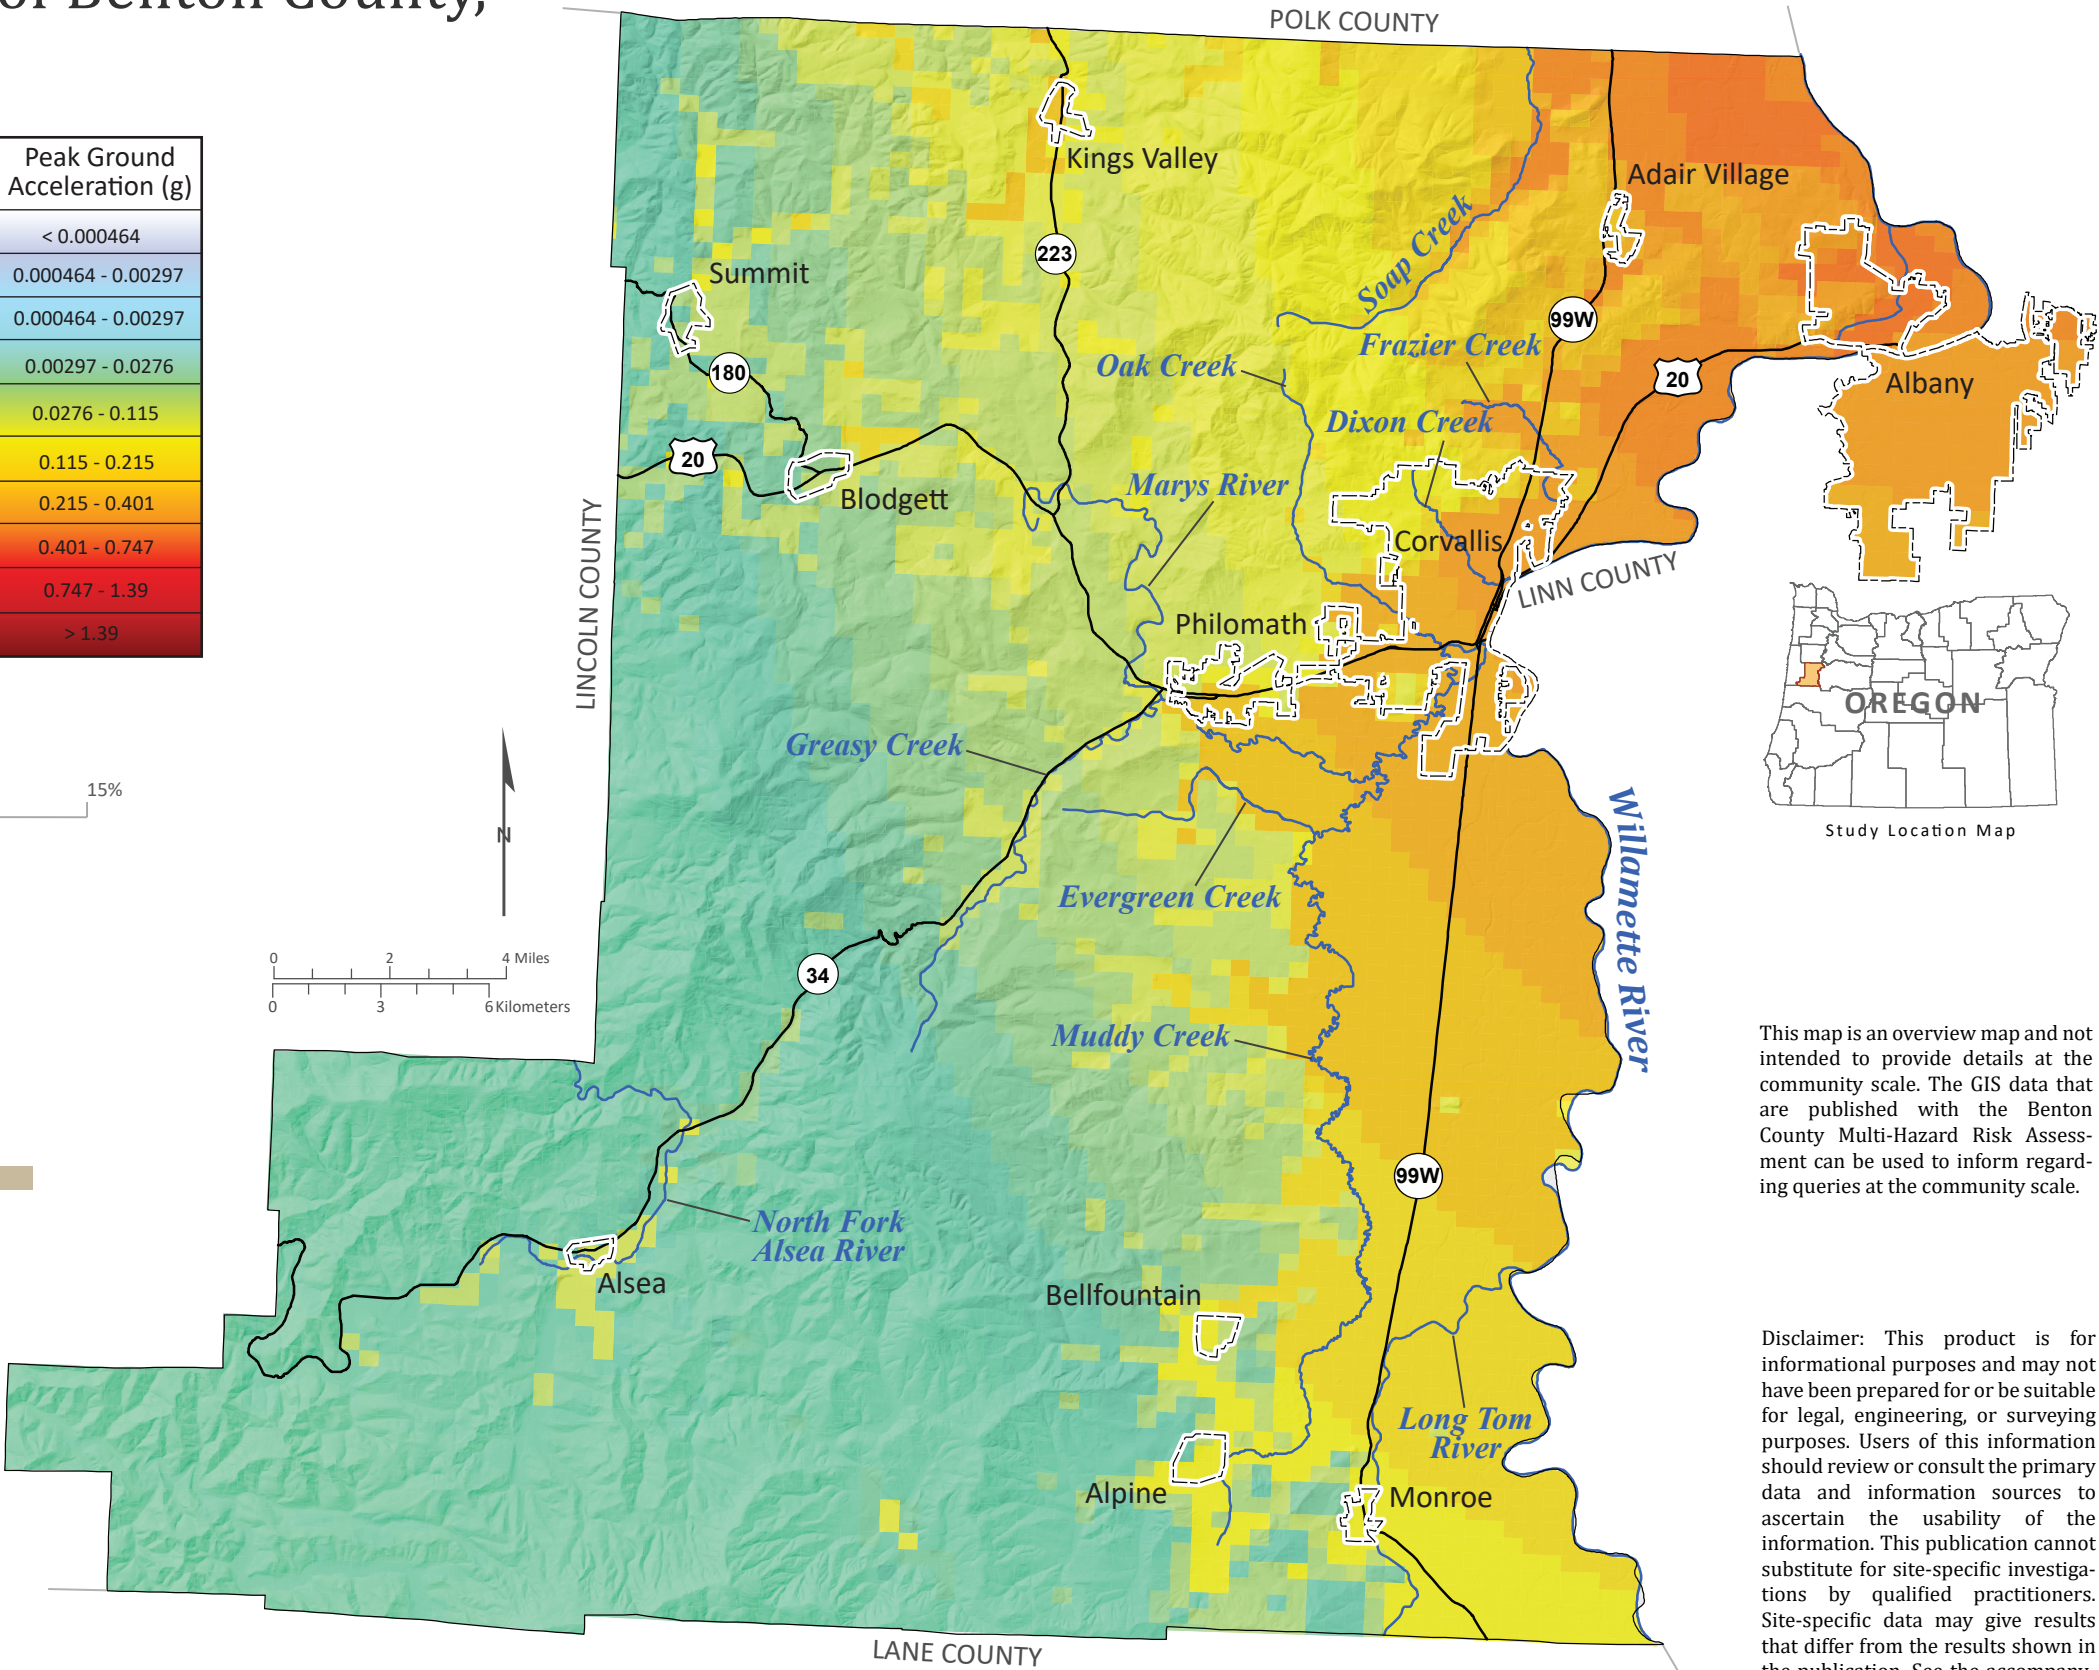 of Benton County,
Peak Ground
Acceleration (g)
< 0.000464
0.000464 - 0.00297
0.000464 - 0.00297
0.00297 - 0.0276
0.0276 - 0.115
0.115 - 0.215
0.215 - 0.401
0.401 - 0.747
0.747 - 1.39
> 1.39
15%
N
0 2 4 Miles
0 3 6 Kilometers
POLK COUNTY
LINCOLN COUNTY
LINN COUNTY
LANE COUNTY
Kings Valley
Adair Village
Summit
223
Soap Creek
99W
Frazier Creek
Oak Creek
180
20
Albany
Dixon Creek
20
Marys River
Blodgett
Corvallis
Philomath
Greasy Creek
Willamette River
Evergreen Creek
34
Muddy Creek
99W
North Fork
Alsea River
Alsea
Bellfountain
Long Tom
River
Alpine
Monroe
OREGON
Study Location Map
This map is an overview map and not
intended to provide details at the
community scale. The GIS data that
are published with the Benton
County Multi-Hazard Risk Assess-
ment can be used to inform regard-
ing queries at the community scale.
Disclaimer: This product is for
informational purposes and may not
have been prepared for or be suitable
for legal, engineering, or surveying
purposes. Users of this information
should review or consult the primary
data and information sources to
ascertain the usability of the
information. This publication cannot
substitute for site-specific investiga-
tions by qualified practitioners.
Site-specific data may give results
that differ from the results shown in
the publication. See the accompany-